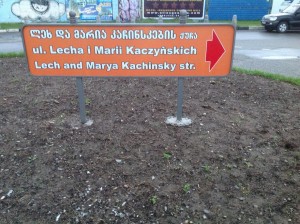 ლეხ და მარია კაჩინსკების ქუჩა
ul. Lecha i Marii Kaczyńskich
Lech and Marya Kachinsky str.